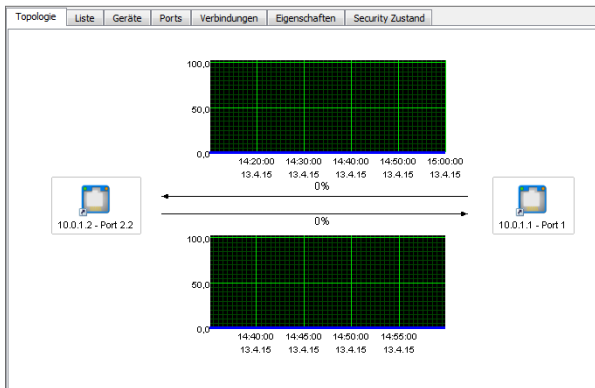 Topologie Liste Geräte Ports Verbindungen Eigenschaften Security Zustand
100,0
50,0
0,0
14:20:00 14:30:00 14:40:00 14:50:00 15:00:00
13.4.15 13.4.15 13.4.15 13.4.15 13.4.15
0%
10.0.1.2 - Port 2.2
10.0.1.1 - Port 1
0%
100,0
50,0
0,0
14:40:00 14:45:00 14:50:00 14:55:00
13.4.15 13.4.15 13.4.15 13.4.15